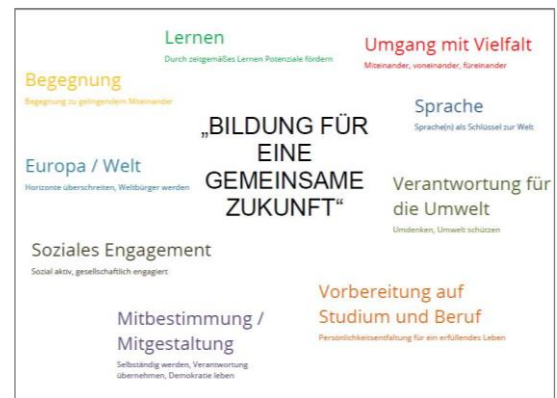 Lernen
Durch zeitgemäßes Lernen Potenziale fördern
Umgang mit Vielfalt
Miteinander, voneinander, füreinander
Begegnung
Begegnung zu gelingendem Miteinander
Sprache
Sprache(n) als Schlüssel zur Welt
„BILDUNG FÜR
EINE
GEMEINSAME
ZUKUNFT“
Europa / Welt
Horizonte überschreiten, Weltbürger werden
Verantwortung für
die Umwelt
Umdenken, Umwelt schützen
Soziales Engagement
Sozial aktiv, gesellschaftlich engagiert
Vorbereitung auf
Studium und Beruf
Persönlichkeitsentfaltung für ein erfüllendes Leben
Mitbestimmung /
Mitgestaltung
Selbständig werden, Verantwortung
übernehmen, Demokratie leben